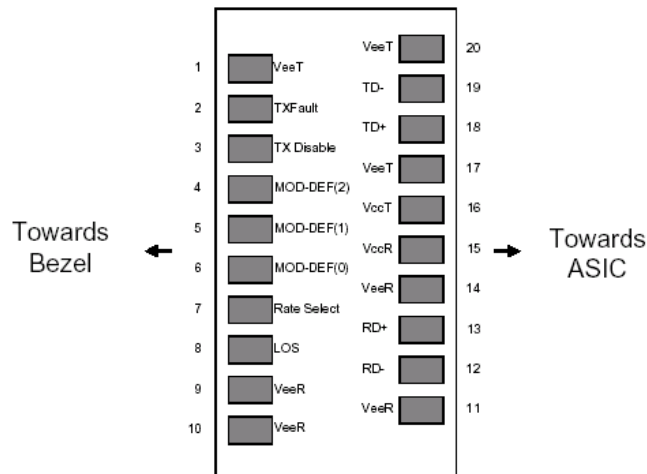 1 VeeT
2 TXFault
3 TX Disable
4 MOD-DEF(2)
5 MOD-DEF(1)
6 MOD-DEF(0)
7 Rate Select
8 LOS
9 VeeR
10 VeeR
VeeT 20
TD- 19
TD+ 18
VeeT 17
VccT 16
VccR 15
VeeR 14
RD+ 13
RD- 12
VeeR 11
Towards
Bezel
Towards
ASIC